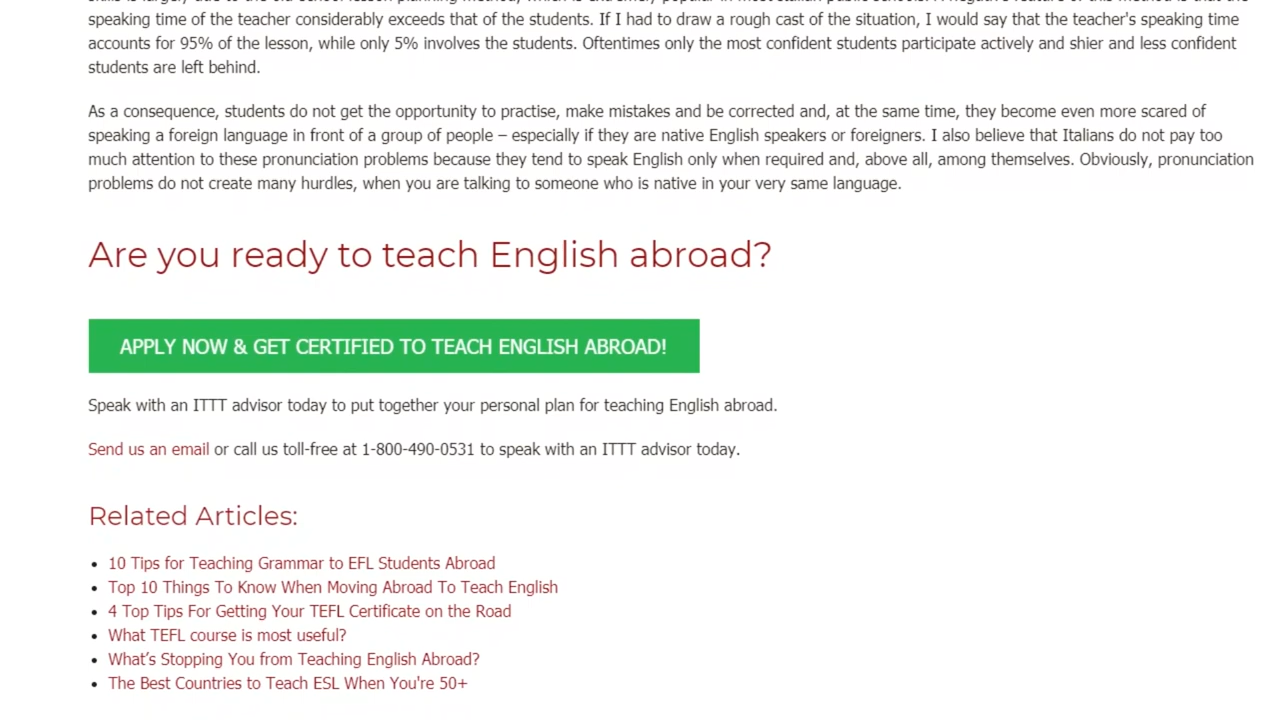 speaking time of the teacher considerably exceeds that of the students. If I had to draw a rough cast of the situation, I would say that the teacher's speaking time
accounts for 95% of the lesson, while only 5% involves the students. Oftentimes only the most confident students participate actively and shier and less confident
students are left behind.
As a consequence, students do not get the opportunity to practise, make mistakes and be corrected and, at the same time, they become even more scared of
speaking a foreign language in front of a group of people – especially if they are native English speakers or foreigners. I also believe that Italians do not pay too
much attention to these pronunciation problems because they tend to speak English only when required and, above all, among themselves. Obviously, pronunciation
problems do not create many hurdles, when you are talking to someone who is native in your very same language.
Are you ready to teach English abroad?
APPLY NOW & GET CERTIFIED TO TEACH ENGLISH ABROAD!
Speak with an ITTT advisor today to put together your personal plan for teaching English abroad.
Send us an email or call us toll-free at 1-800-490-0531 to speak with an ITTT advisor today.
Related Articles:
• 10 Tips for Teaching Grammar to EFL Students Abroad
• Top 10 Things To Know When Moving Abroad To Teach English
• 4 Top Tips For Getting Your TEFL Certificate on the Road
• What TEFL course is most useful?
• What's Stopping You from Teaching English Abroad?
• The Best Countries to Teach ESL When You're 50+